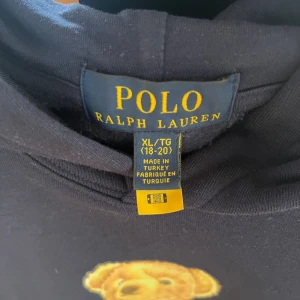 POLO
RALPH LAUREN
XL/TG
(18-20)
MADE IN
TURKEY
FABRIQUÉ EN
TURQUIE